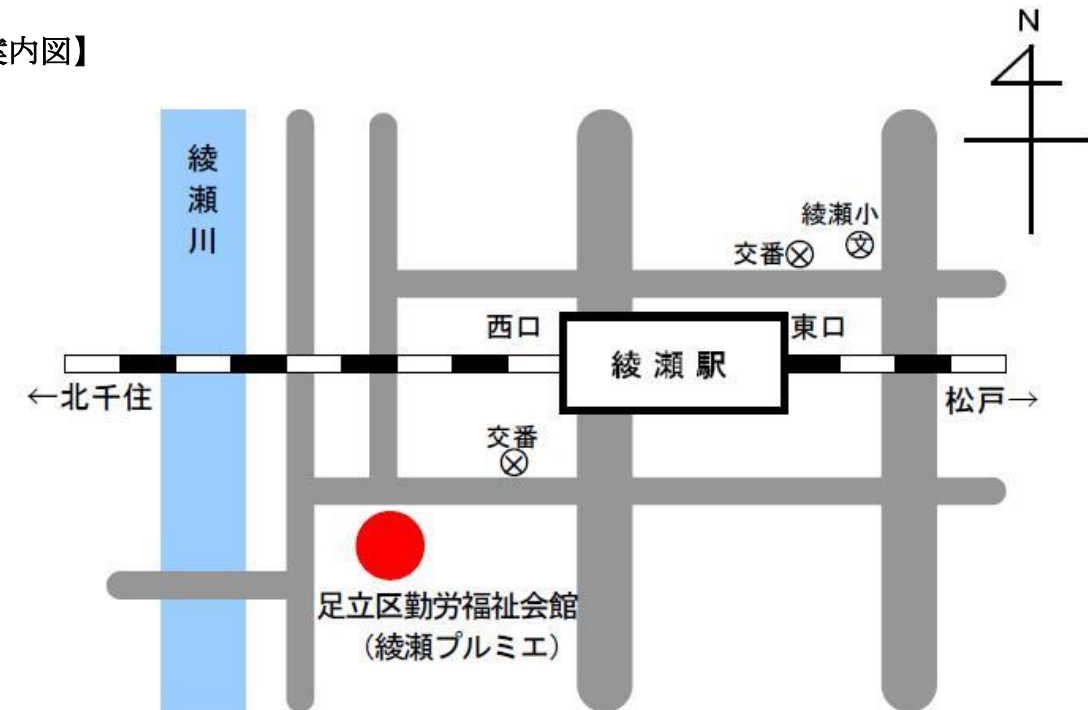 案内図】
N
綾瀬川
綾瀬小
文
交番
西口
東口
綾瀬駅
←北千住
松戸→
交番
足立区勤労福祉会館
（綾瀬プルミエ）